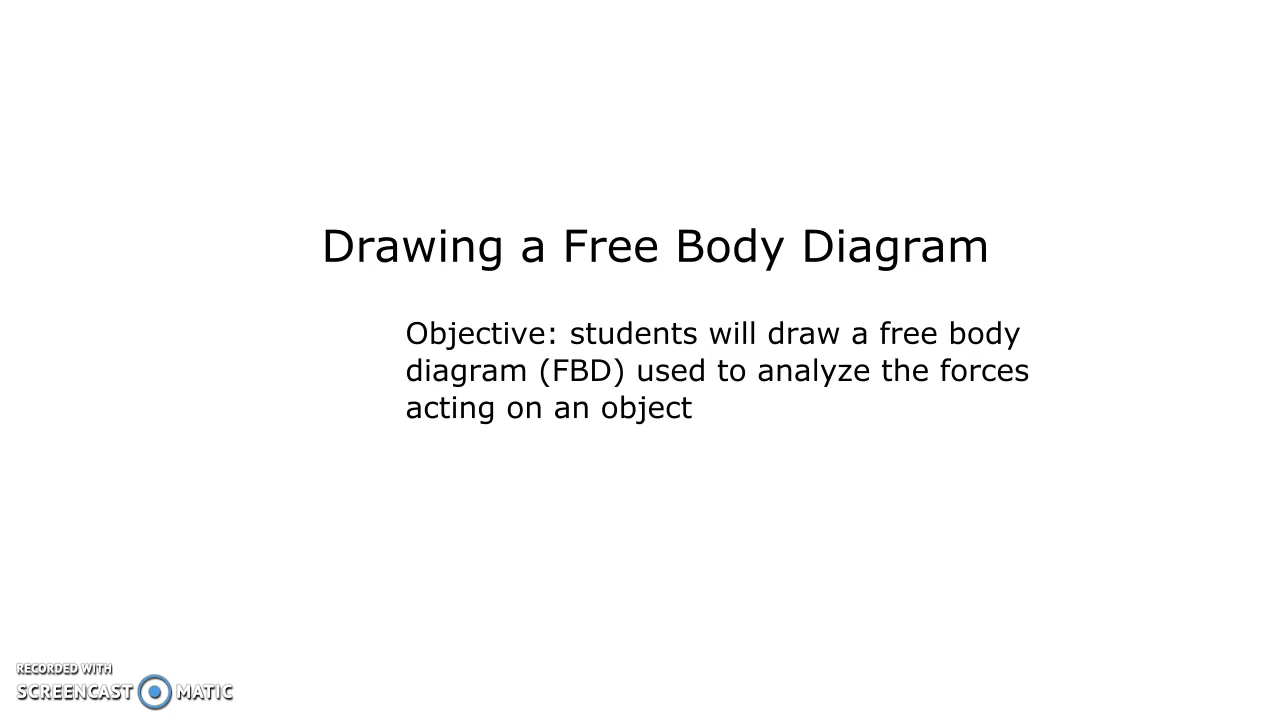 Drawing a Free Body Diagram
Objective: students will draw a free body
diagram (FBD) used to analyze the forces
acting on an object
RECORDED WITH
SCREENCAST MATIC